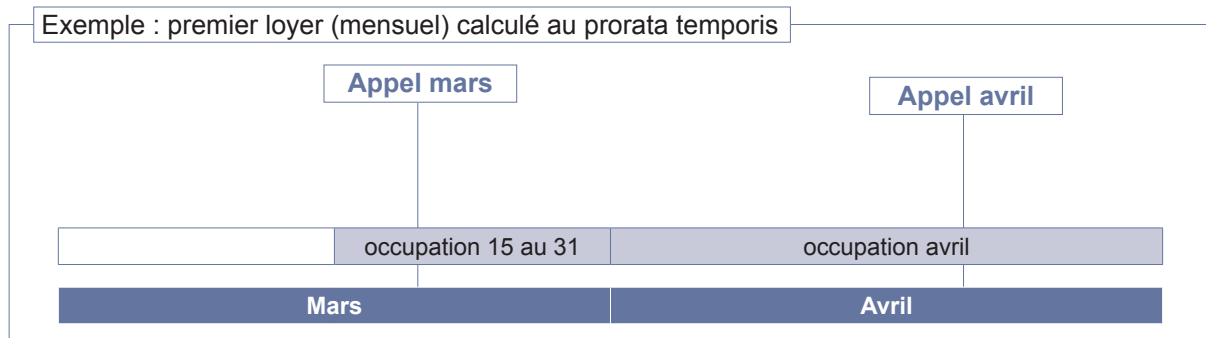 Exemple : premier loyer (mensuel) calculé au prorata temporis
Appel mars
Appel avril
occupation 15 au 31
occupation avril
Mars
Avril